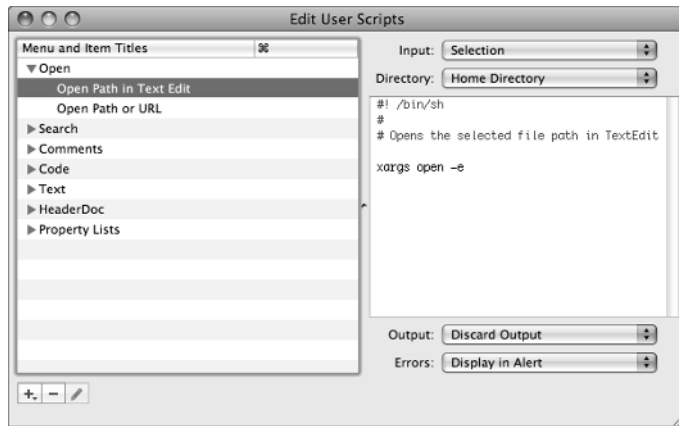 Edit User Scripts
Menu and Item Titles ⌘
Open
Open Path in Text Edit
Open Path or URL
Search
Comments
Code
Text
HeaderDoc
Property Lists
Input: Selection
Directory: Home Directory
#! /bin/sh
#
# Opens the selected file path in TextEdit
xargs open -e
Output: Discard Output
Errors: Display in Alert